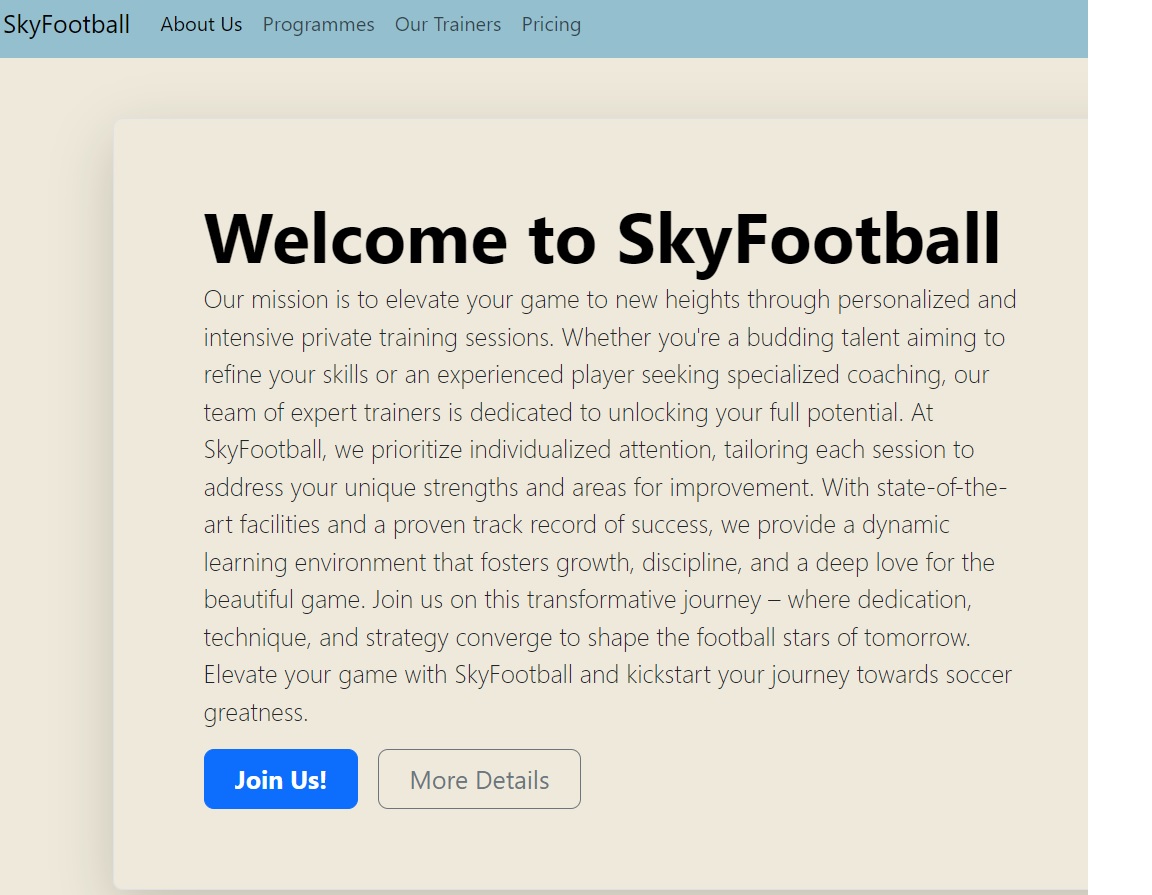 SkyFootball About Us Programmes Our Trainers Pricing
Welcome to SkyFootball
Our mission is to elevate your game to new heights through personalized and
intensive private training sessions. Whether you're a budding talent aiming to
refine your skills or an experienced player seeking specialized coaching, our
team of expert trainers is dedicated to unlocking your full potential. At
SkyFootball, we prioritize individualized attention, tailoring each session to
address your unique strengths and areas for improvement. With state-of-the-
art facilities and a proven track record of success, we provide a dynamic
learning environment that fosters growth, discipline, and a deep love for the
beautiful game. Join us on this transformative journey – where dedication,
technique, and strategy converge to shape the football stars of tomorrow.
Elevate your game with SkyFootball and kickstart your journey towards soccer
greatness.
Join Us! More Details